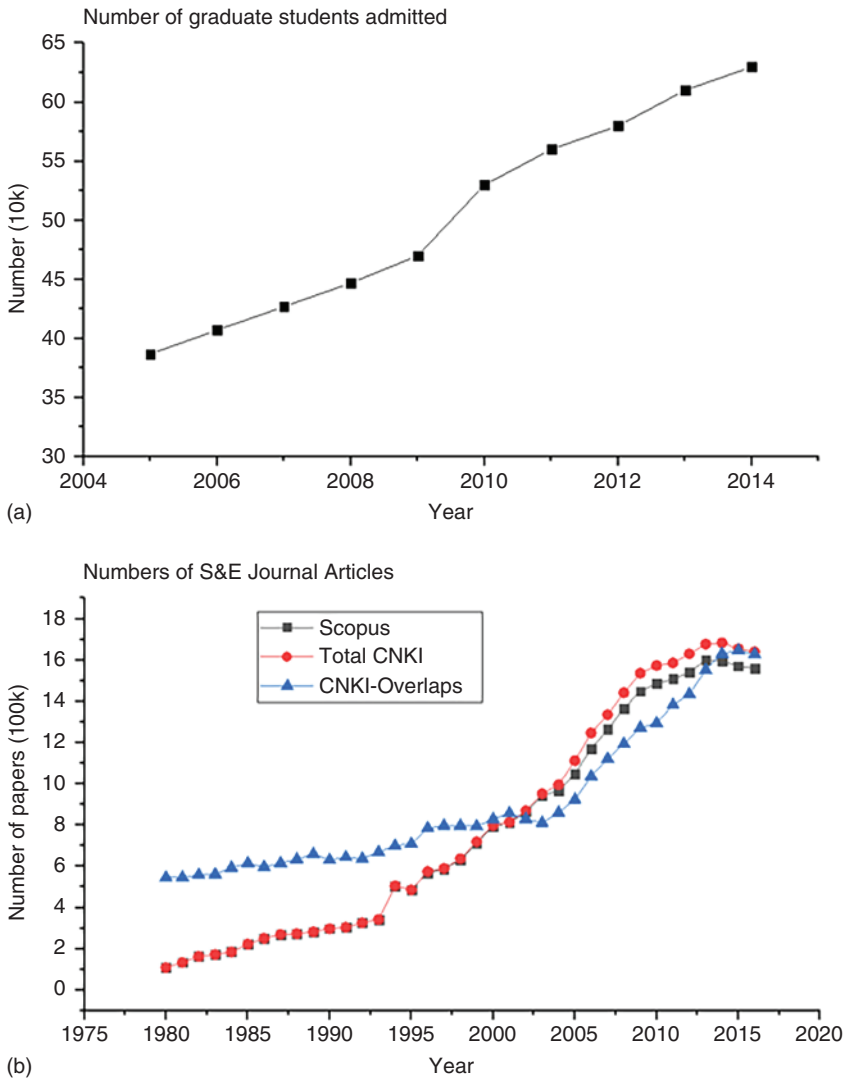 Number of graduate students admitted
65
60
55
50
45
40
35
30
Number (10k)
2004 2006 2008 2010 2012 2014
Year
(a)
Numbers of S&E Journal Articles
18
16
14
12
10
8
6
4
2
0
Number of papers (100k)
Scopus
Total CNKI
CNKI-Overlaps
1975 1980 1985 1990 1995 2000 2005 2010 2015 2020
Year
(b)